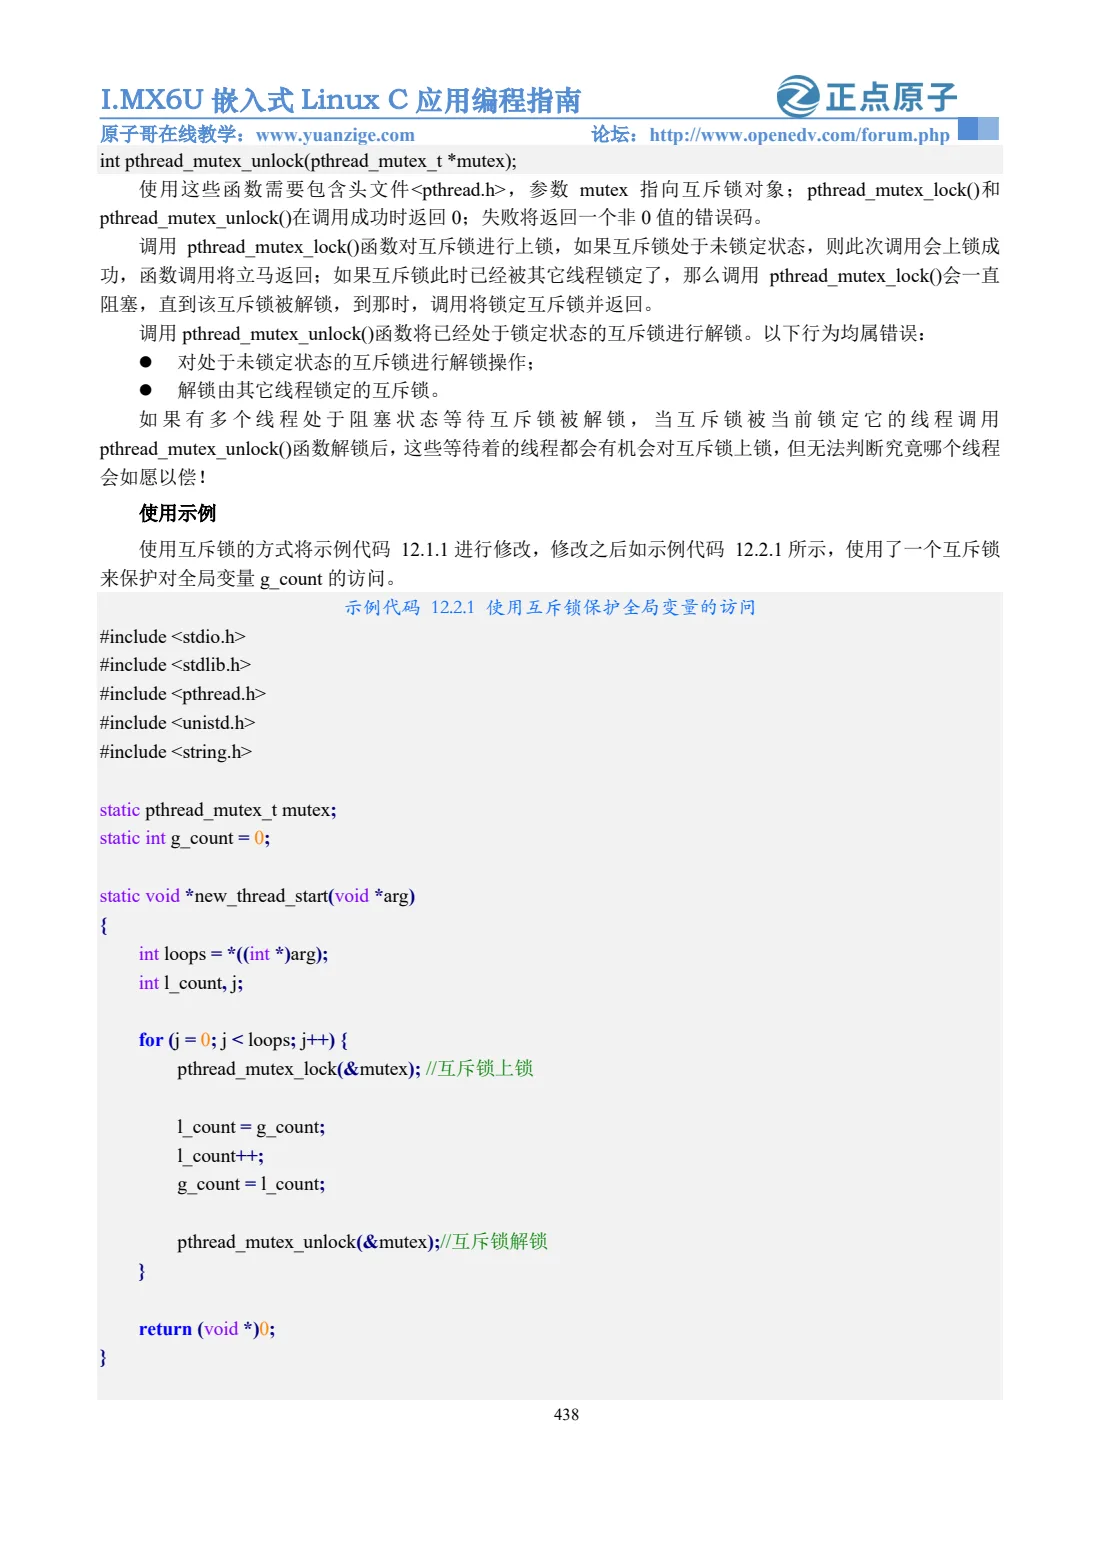 I.MX6U 嵌入式 Linux C 应用编程指南
正点原子
原子哥在线教学：www.yuanzige.com 论坛：http://www.openedv.com/forum.php
int pthread_mutex_unlock(pthread_mutex_t *mutex);
使用这些函数需要包含头文件<pthread.h>，参数 mutex 指向互斥锁对象；pthread_mutex_lock()和
pthread_mutex_unlock()在调用成功时返回 0；失败将返回一个非 0 值的错误码。
调用 pthread_mutex_lock()函数对互斥锁进行上锁，如果互斥锁处于未锁定状态，则此次调用会上锁成
功，函数调用将立马返回；如果互斥锁此时已经被其它线程锁定了，那么调用 pthread_mutex_lock()会一直
阻塞，直到该互斥锁被解锁，到那时，调用将锁定互斥锁并返回。
调用 pthread_mutex_unlock()函数将已经处于锁定状态的互斥锁进行解锁。以下行为均属错误：
● 对处于未锁定状态的互斥锁进行解锁操作；
● 解锁由其它线程锁定的互斥锁。
如果有多个线程处于阻塞状态等待互斥锁被解锁，当互斥锁被当前锁定它的线程调用
pthread_mutex_unlock()函数解锁后，这些等待着的线程都会有机会对互斥锁上锁，但无法判断究竟哪个线程
会如愿以偿！
使用示例
使用互斥锁的方式将示例代码 12.1.1 进行修改，修改之后如示例代码 12.2.1 所示，使用了一个互斥锁
来保护对全局变量 g_count 的访问。
示例代码 12.2.1 使用互斥锁保护全局变量的访问
#include <stdio.h>
#include <stdlib.h>
#include <pthread.h>
#include <unistd.h>
#include <string.h>
static pthread_mutex_t mutex;
static int g_count = 0;
static void *new_thread_start(void *arg)
{
int loops = *((int *)arg);
int l_count, j;
for (j = 0; j < loops; j++) {
pthread_mutex_lock(&mutex); //互斥锁上锁
l_count = g_count;
l_count++;
g_count = l_count;
pthread_mutex_unlock(&mutex);//互斥锁解锁
}
return (void *)0;
}
438